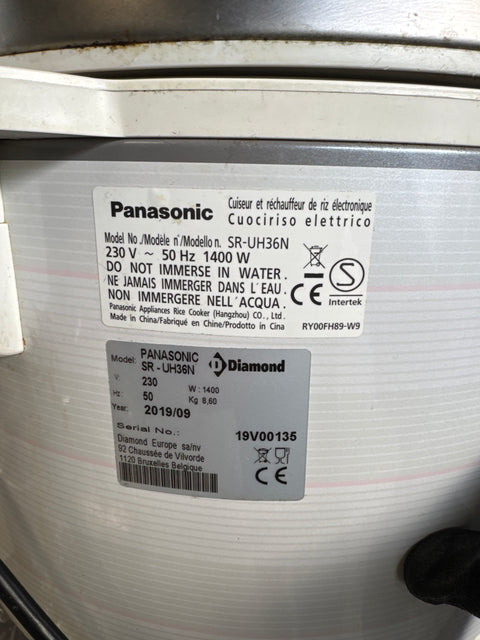 Panasonic
Cuiseur et réchauffeur de riz électronique
Cuociriso elettrico
Model No ./Modèle n°/Modello n. SR-UH36N
230 V ~ 50 Hz 1400 W
DO NOT IMMERSE IN WATER .
NE JAMAIS IMMERGER DANS L´EAU .
NON IMMERGERE NELL´ACQUA .
CE
S
Intertek
Panasonic Appliances Rice Cooker (Hangzhou) CO., Ltd.
Made in China/Fabriqué en Chine/Prodotto in Cina
RY00FH89-W9
Model: PANASONIC
SR - UH36N
Diamond
V: 230
W : 1400
Hz: 50
Kg 8,60
Year: 2019/09
Serial No.: 19V00135
Diamond Europe sa/nv
92 Chaussée de Vilvorde
1120 Bruxelles Belgique
CE